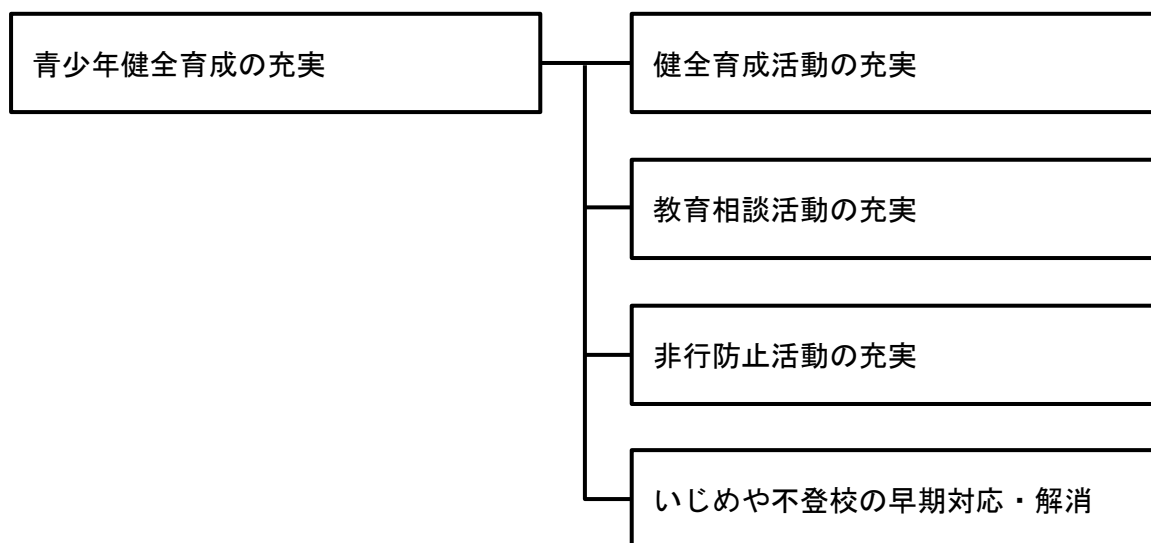 青少年健全育成の充実
健全育成活動の充実
教育相談活動の充実
非行防止活動の充実
いじめや不登校の早期対応・解消